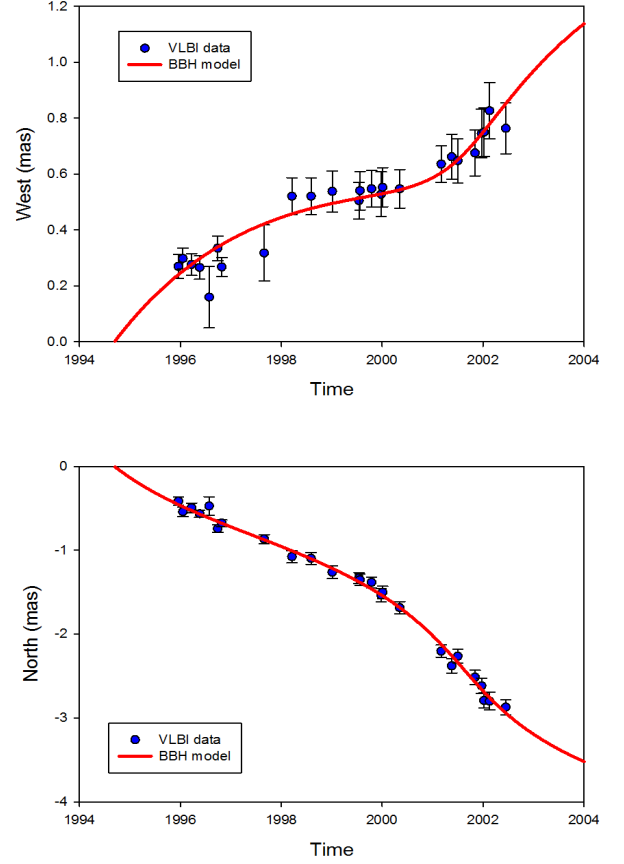 1.2
VLBI data
BBH model
1.0
0.8
West (mas)
0.6
0.4
0.2
0.0
1994 1996 1998 2000 2002 2004
Time
0
-1
North (mas)
-2
-3
VLBI data
BBH model
-4
1994 1996 1998 2000 2002 2004
Time